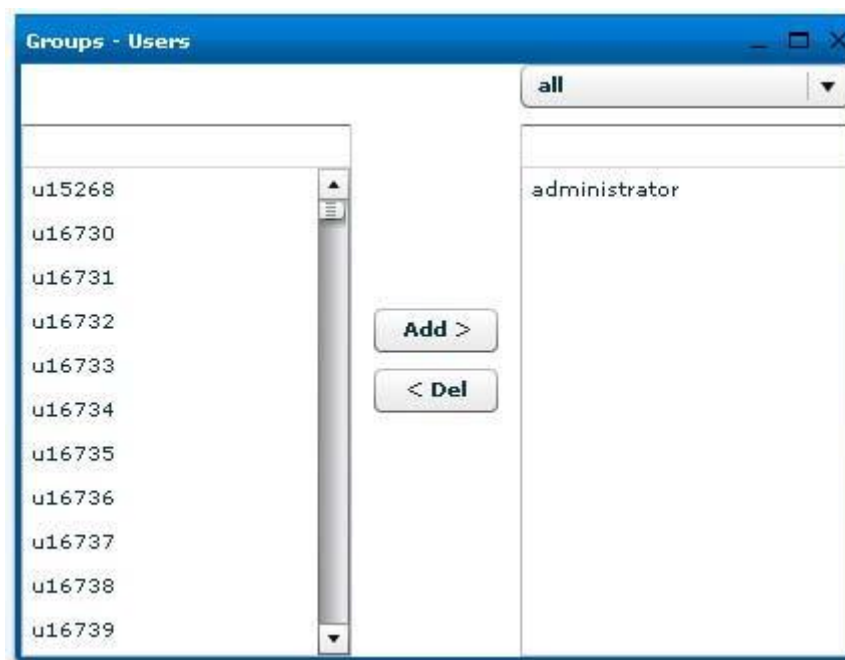 Groups - Users
all
u15268
u16730
u16731
u16732
u16733
u16734
u16735
u16736
u16737
u16738
u16739
Add >
< Del
administrator